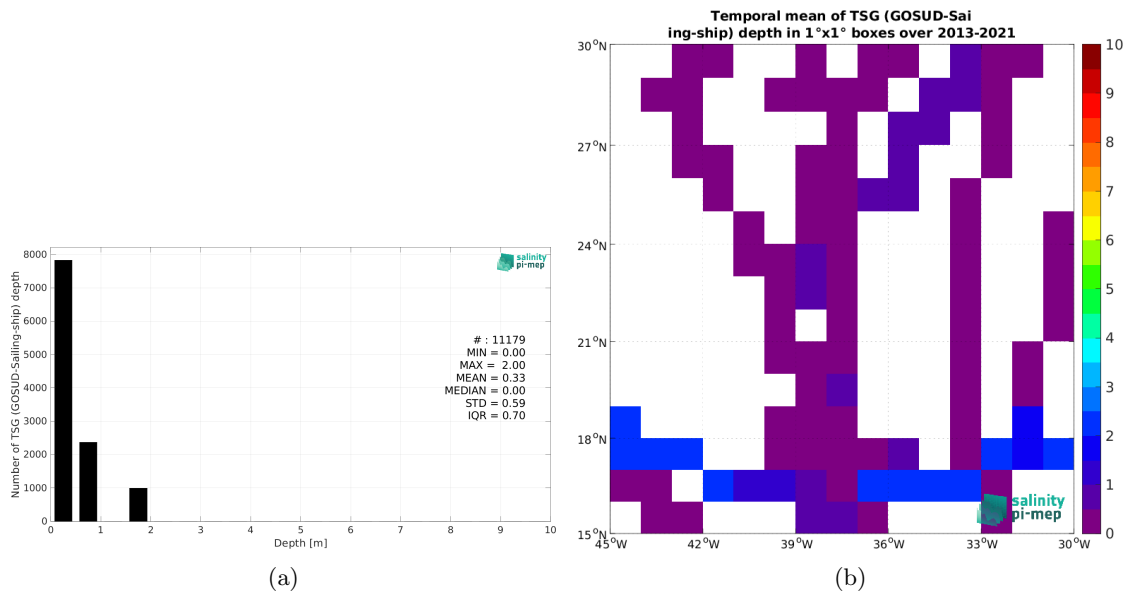 8000
7000
6000
5000
4000
3000
2000
1000
0
Number of TSG (GOSUD-Sailing-ship) depth
salinity
pi-mep
# : 11179
MIN = 0.00
MAX = 2.00
MEAN = 0.33
MEDIAN = 0.00
STD = 0.59
IQR = 0.70
0 1 2 3 4 5 6 7 8 9 10
Depth [m]
(a)
Temporal mean of TSG (GOSUD-Sai
ing-ship) depth in 1°x1° boxes over 2013-2021
30°N
27°N
24°N
21°N
18°N
15°N
45°W 42°W 39°W 36°W 33°W 30°W
salinity
pi-mep
10
9
8
7
6
5
4
3
2
1
0
(b)